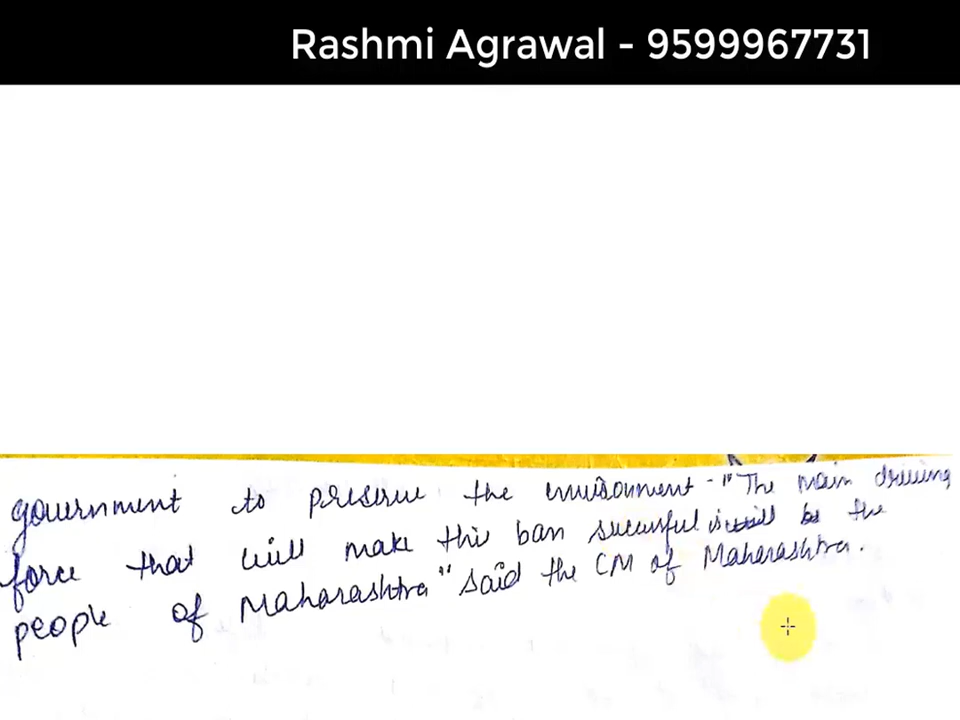 Rashmi Agrawal - 9599967731
government to preserve the environment - "The main driving
force that will make this ban successful is will be the
people of Maharashtra" said the CM of Maharashtra.